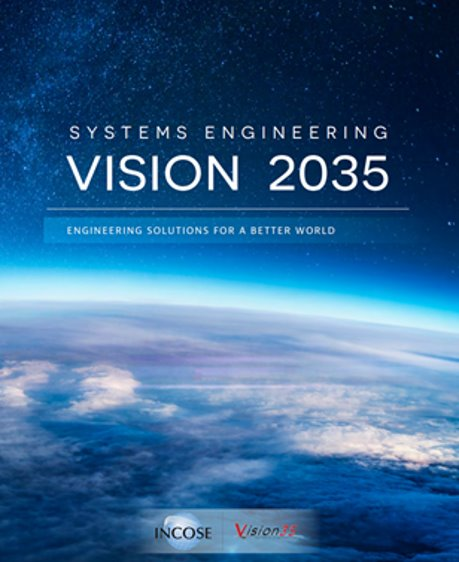 SYSTEMS ENGINEERING
VISION 2035
ENGINEERING SOLUTIONS FOR A BETTER WORLD
INCOSE
Vision35